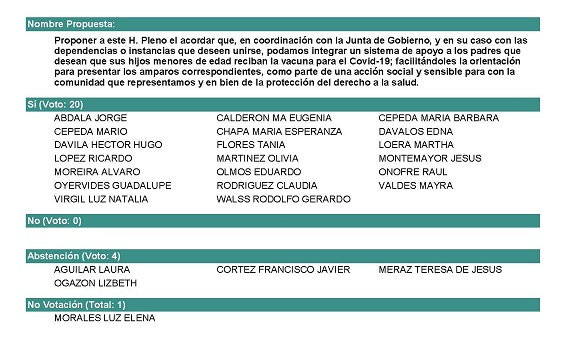 Nombre Propuesta:
Proponer a este H. Pleno el acordar que, en coordinación con la Junta de Gobierno, y en su caso con las
dependencias o instancias que deseen unirse, podamos integrar un sistema de apoyo a los padres que
desean que sus hijos menores de edad reciban la vacuna para el Covid-19; facilitándoles la orientación
para presentar los amparos correspondientes, como parte de una acción social y sensible para con la
comunidad que representamos y en bien de la protección del derecho a la salud.
Sí (Voto: 20)
ABDALA JORGE CALDERON MA EUGENIA CEPEDA MARIA BARBARA
CEPEDA MARIO CHAPA MARIA ESPERANZA DAVALOS EDNA
DAVILA HECTOR HUGO FLORES TANIA LOERA MARTHA
LOPEZ RICARDO MARTINEZ OLIVIA MONTEMAYOR JESUS
MOREIRA ALVARO OLMOS EDUARDO ONOFRE RAUL
OYERVIDES GUADALUPE RODRIGUEZ CLAUDIA VALDES MAYRA
VIRGIL LUZ NATALIA WALSS RODOLFO GERARDO
No (Voto: 0)
Abstención (Voto: 4)
AGUILAR LAURA CORTEZ FRANCISCO JAVIER MERAZ TERESA DE JESUS
OGAZON LIZBETH
No Votación (Total: 1)
MORALES LUZ ELENA